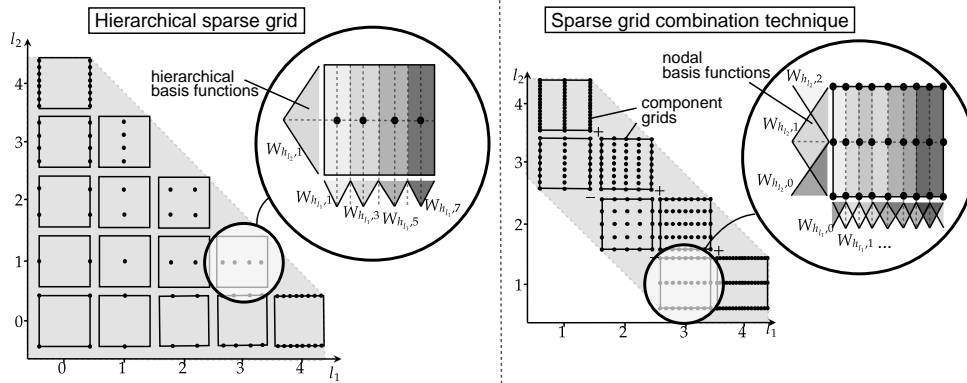 Hierarchical sparse grid
l₂
4
3
2
1
0
0
1
2
3
4
l₁
hierarchical
basis functions
W_{h_{l₂},1}
W_{h_{l₁},1}
W_{h_{l₁},3}
W_{h_{l₁},5}
W_{h_{l₁},7}
Sparse grid combination technique
l₂
4
3
2
1
1
2
3
4
l₁
nodal
basis functions
component
grids
+
+
+
−
−
W_{h_{l₂},2}
W_{h_{l₂},1}
W_{h_{l₂},0}
W_{h_{l₁},0}
W_{h_{l₁},1} ...